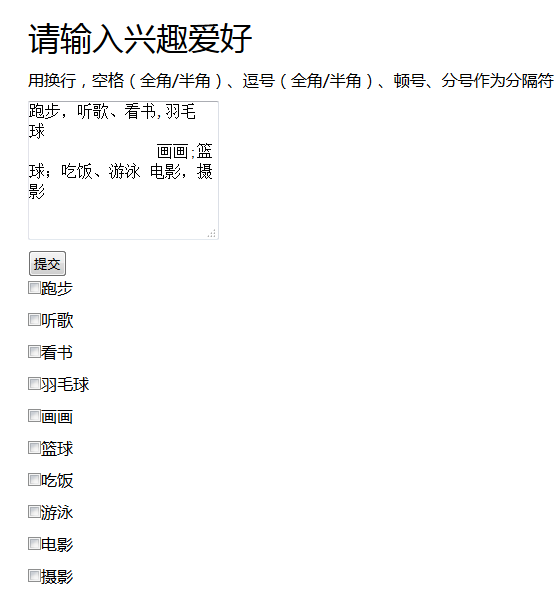 请输入兴趣爱好
用换行，空格（全角/半角）、逗号（全角/半角）、顿号、分号作为分隔符
跑步，听歌、看书,羽毛
球
画画;篮
球；吃饭、游泳 电影，摄
影
提交
跑步
听歌
看书
羽毛球
画画
篮球
吃饭
游泳
电影
摄影